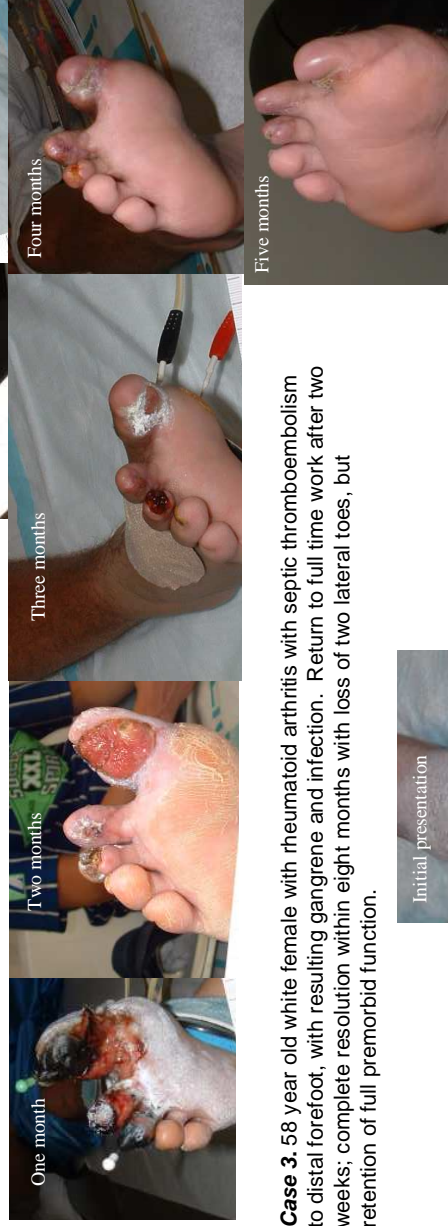 One month
Two months
Three months
Four months
Five months
XXL
Case 3. 58 year old white female with rheumatoid arthritis with septic thromboembolism
to distal forefoot, with resulting gangrene and infection. Return to full time work after two
weeks; complete resolution within eight months with loss of two lateral toes, but
retention of full premorbid function.
Initial presentation